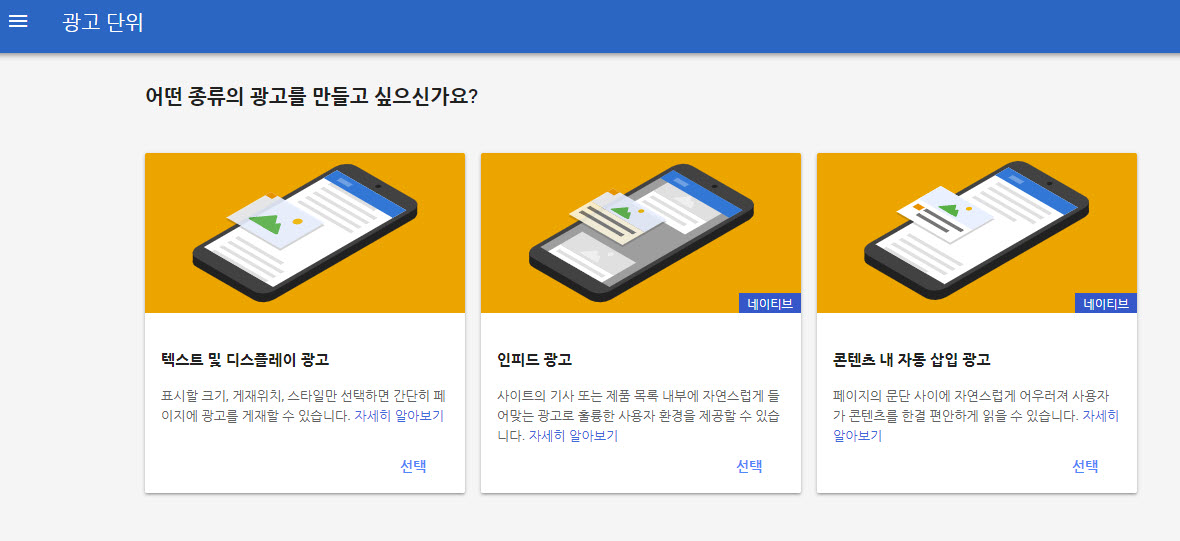 광고 단위
어떤 종류의 광고를 만들고 싶으신가요?
텍스트 및 디스플레이 광고
표시할 크기, 게재위치, 스타일만 선택하면 간단히 페
이지에 광고를 게재할 수 있습니다. 자세히 알아보기
선택
네이티브
인피드 광고
사이트의 기사 또는 제품 목록 내부에 자연스럽게 들
어맞는 광고로 훌륭한 사용자 환경을 제공할 수 있습
니다. 자세히 알아보기
선택
네이티브
콘텐츠 내 자동 삽입 광고
페이지의 문단 사이에 자연스럽게 어우러져 사용자
가 콘텐츠를 한결 편안하게 읽을 수 있습니다. 자세히
알아보기
선택